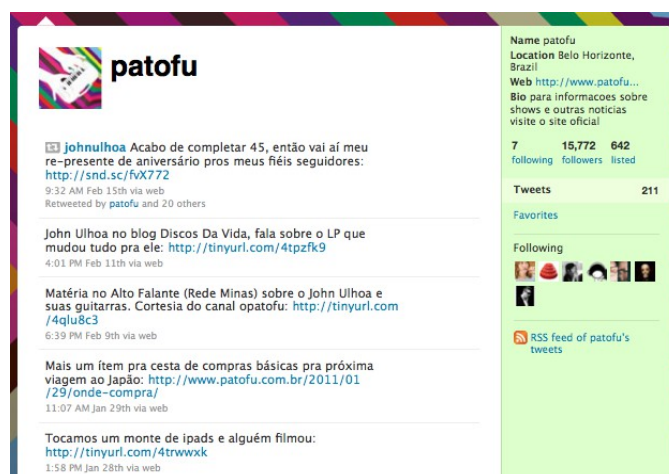 patofu
johnulhoa Acabo de completar 45, então vai aí meu
re-presente de aniversário pros meus fiéis seguidores:
http://snd.sc/fvX772
9:32 AM Feb 15th via web
Retweeted by patofu and 20 others
John Ulhoa no blog Discos Da Vida, fala sobre o LP que
mudou tudo pra ele: http://tinyurl.com/4tpzfk9
4:01 PM Feb 11th via web
Matéria no Alto Falante (Rede Minas) sobre o John Ulhoa e
suas guitarras. Cortesia do canal opatofu: http://tinyurl.com
/4qlu8c3
6:39 PM Feb 9th via web
Mais um ítem pra cesta de compras básicas pra próxima
viagem ao Japão: http://www.patofu.com.br/2011/01
/29/onde-compra/
11:07 AM Jan 29th via web
Tocamos um monte de ipads e alguém filmou:
http://tinyurl.com/4trwwxk
1:58 PM Jan 28th via web
Name patofu
Location Belo Horizonte,
Brazil
Web http://www.patofu...
Bio para informacoes sobre
shows e outras noticias
visite o site oficial
7 15,772 642
following followers listed
Tweets 211
Favorites
Following
RSS feed of patofu's
tweets